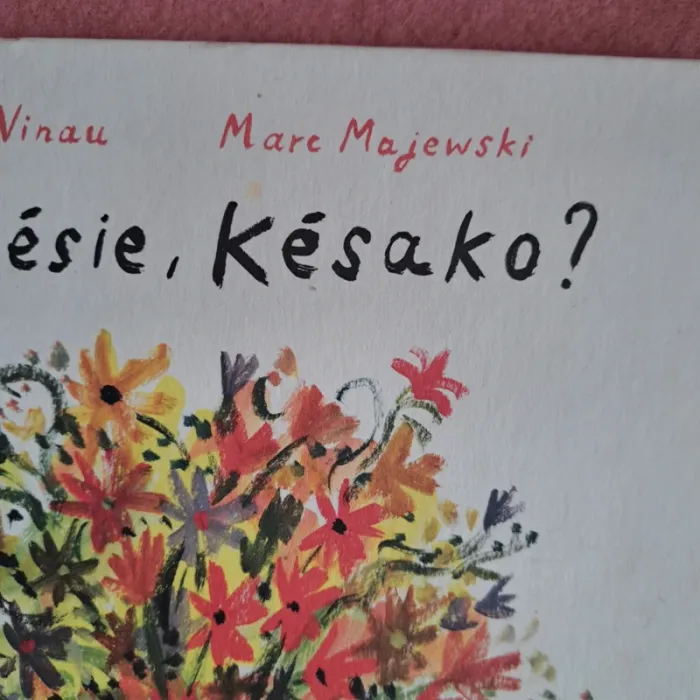 Vinau Marc Majewski
ésie, Késako?